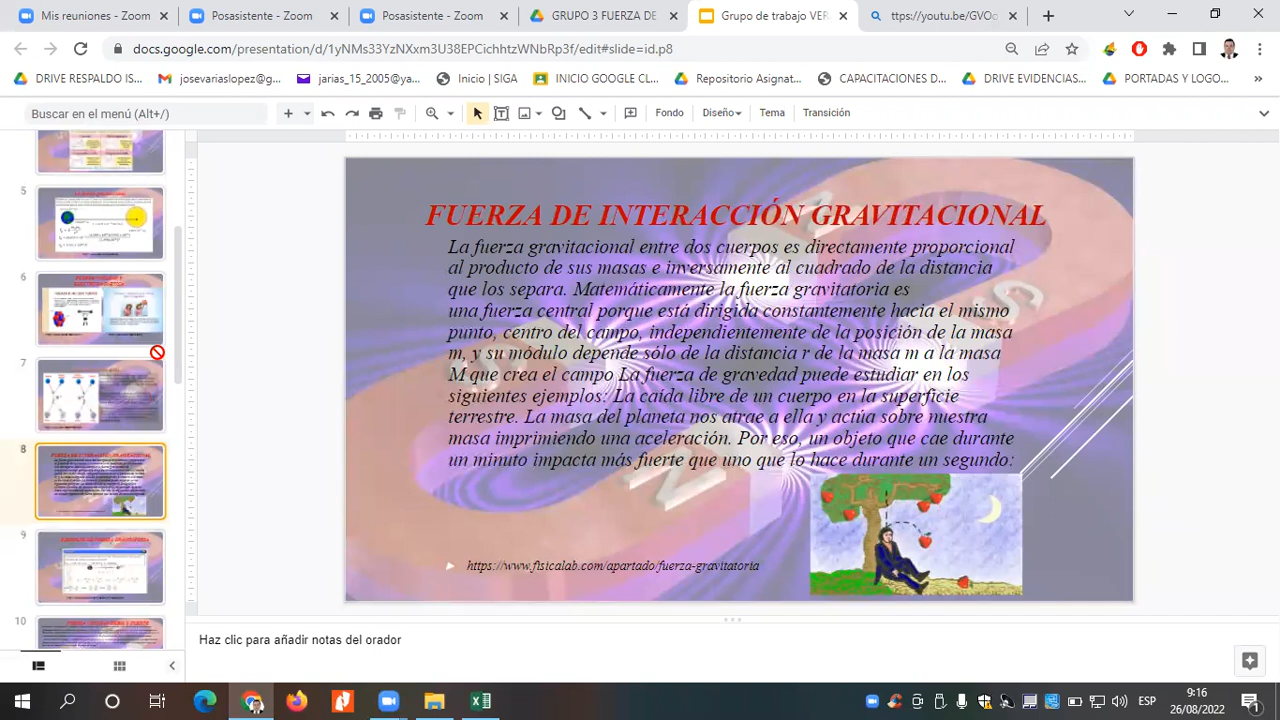 Mis reuniones - Zoom
Posasistente - Zoom
Posasistente - Zoom
GRUPO 3 FUERZA DE
Grupo de trabajo VER
ttps://youtu.be/GVOq
docs.google.com/presentation/d/1yNMs33YzNXxm3U38EPCichhtzWNbRp3f/edit#slide=id.p8
DRIVE RESPALDO IS...
josevariaslopez@g...
jarias_15_2005@ya...
Inicio | SIGA
INICIO GOOGLE CL...
Repositorio Asignat...
CAPACITACIONES D...
DRIVE EVIDENCIAS...
PORTADAS Y LOGO...
Buscar en el menú (Alt+/)
Fondo
Diseño
Tema
Transición
5
6
7
8
9
10
FUERZA DE INTERACCIÓN GRAVITACIONAL
La fuerza gravitacional entre dos cuerpos es directamente proporcional
al producto de sus masas e inversamente al cuadrado de la distancia
que los separa. Matemáticamente la fuerza gravitatoria es
una fuerza central porque está dirigida constantemente hacia el mismo
punto, centro del campo, independientemente de la posición de la masa
m, y su módulo depende sólo de la distancia r de la masa m a la masa
M que crea el campo La fuerza de gravedad puede estudiar en los
siguientes ejemplos: La caída libre de un cuerpo en la superficie
terrestre. La masa del planeta nos atrae a ella y actúa sobre nuestra
masa imprimiendo una aceleración. Por eso, un objeto que cae durante
un minuto impacta más fuerte que uno que lo hace durante un segundo.
https://www.fisicalab.com/apartado/fuerza-gravitatoria
Haz clic para añadir notas del orador
ESP
9:16
26/08/2022